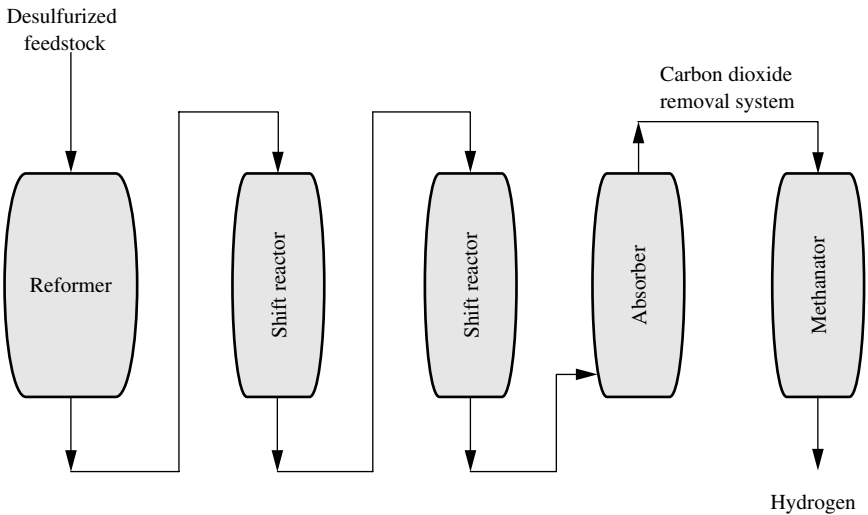 Desulfurized
feedstock
Carbon dioxide
removal system
Reformer
Shift reactor
Shift reactor
Absorber
Methanator
Hydrogen